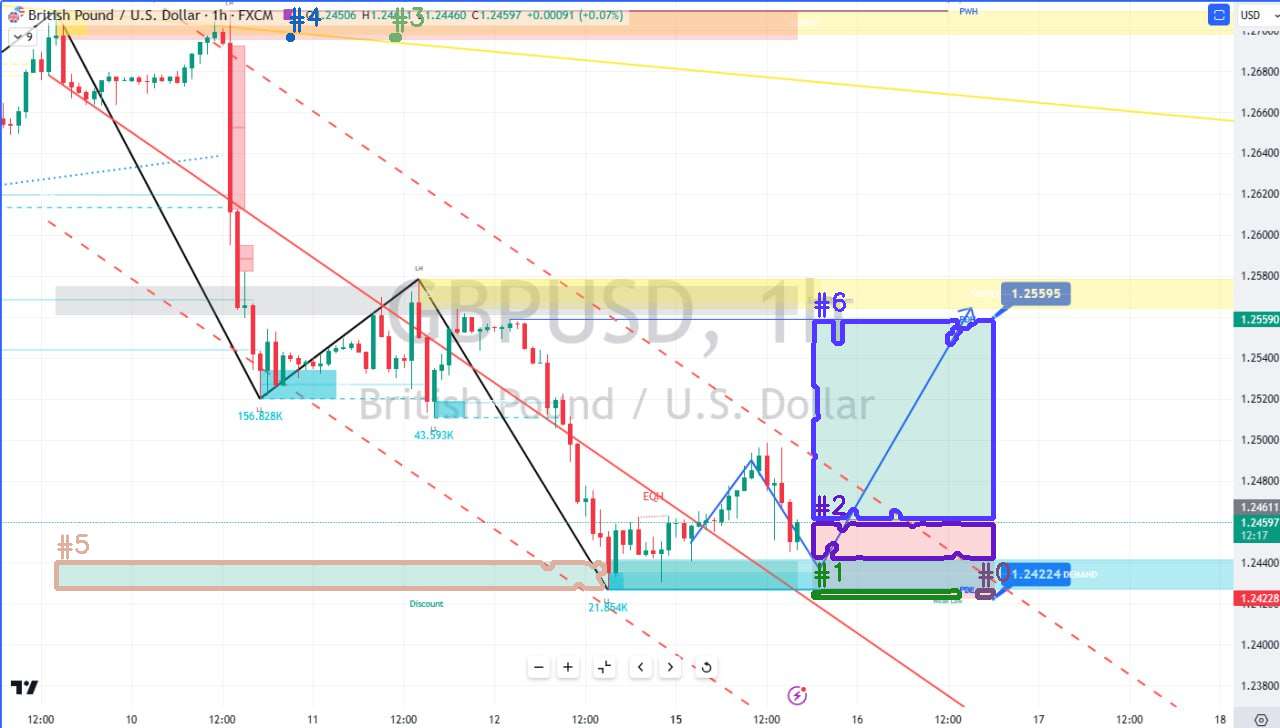 British Pound / U.S. Dollar · 1h · FXCM
1.24460 C1.24597 +0.00091 (+0.07%)
#4
#3
PWH
USD
9
1.26800
1.26600
1.26400
1.26200
1.26000
LH
1.25800
GBPUSD, 1h
#6
1.25595
1.25590
1.25400
British Pound / U.S. Dollar
1.25200
156.828K
43.593K
1.25000
1.24800
EQH
#2
1.24611
1.24597
12:17
#5
#1
#0
1.24224
DEMAND
1.24400
1.24228
Discount
21.854K
1.24000
1.23800
12:00 10 12:00 11 12:00 12 12:00 15 12:00 16 12:00 17 12:00 18